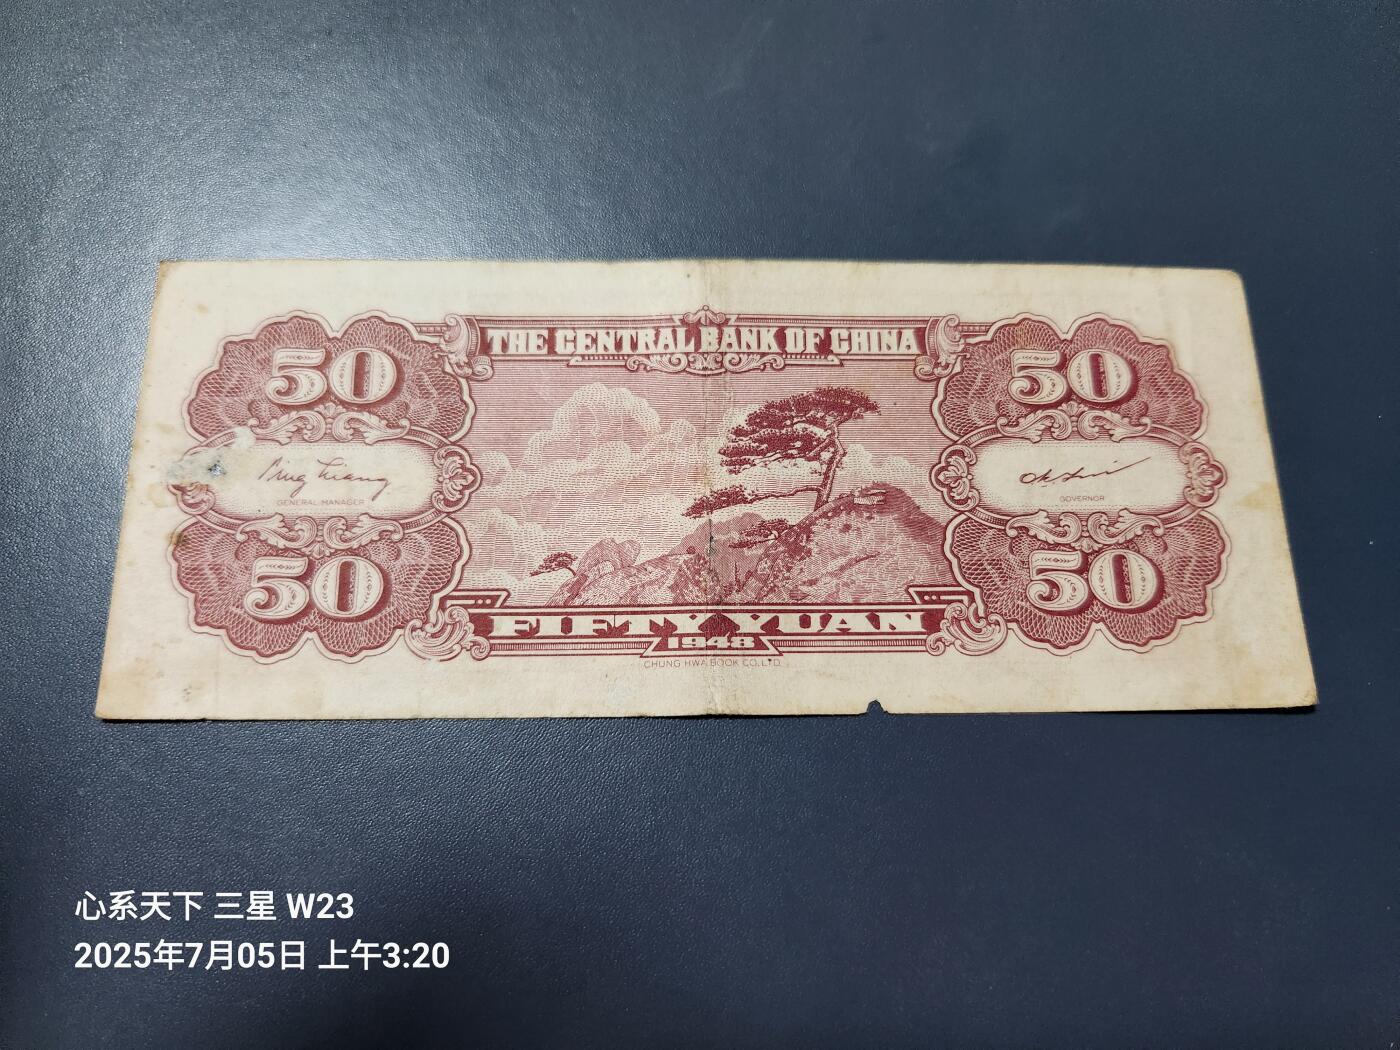 THE CENTRAL BANK OF CHINA
50
50
GENERAL MANAGER
GOVERNOR
50
50
FIFTY YUAN
1948
CHUNG HWA BOOK CO. LTD.
心系天下 三星 W23
2025年7月05日 上午3:20